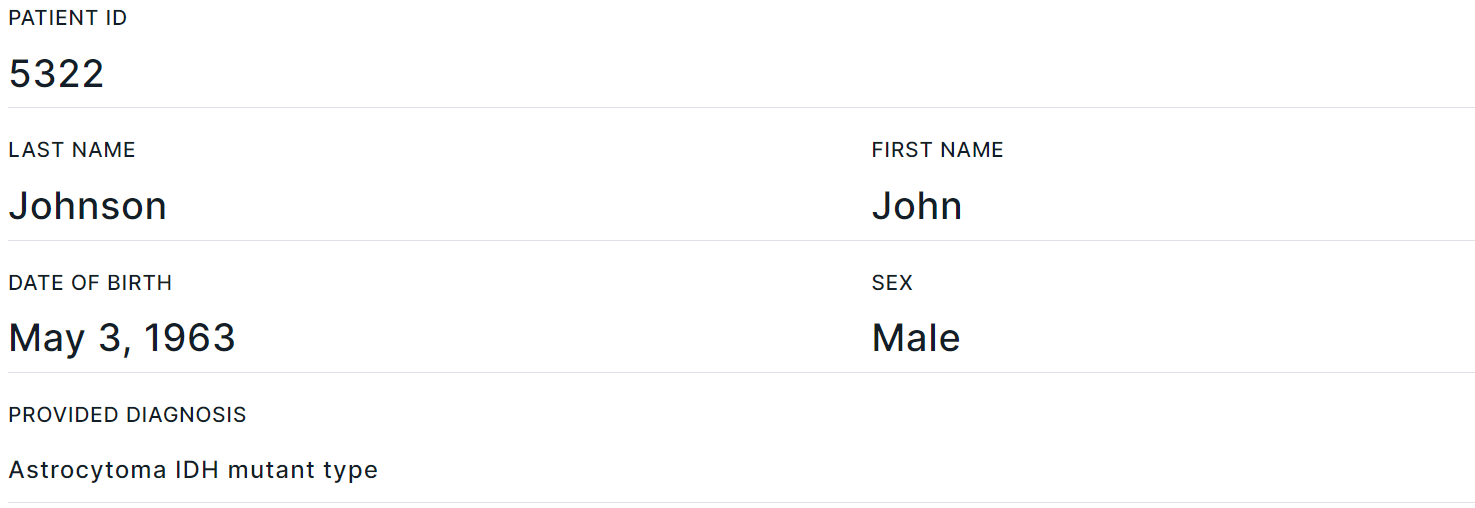 PATIENT ID
5322
LAST NAME
FIRST NAME
Johnson
John
DATE OF BIRTH
SEX
May 3, 1963
Male
PROVIDED DIAGNOSIS
Astrocytoma IDH mutant type